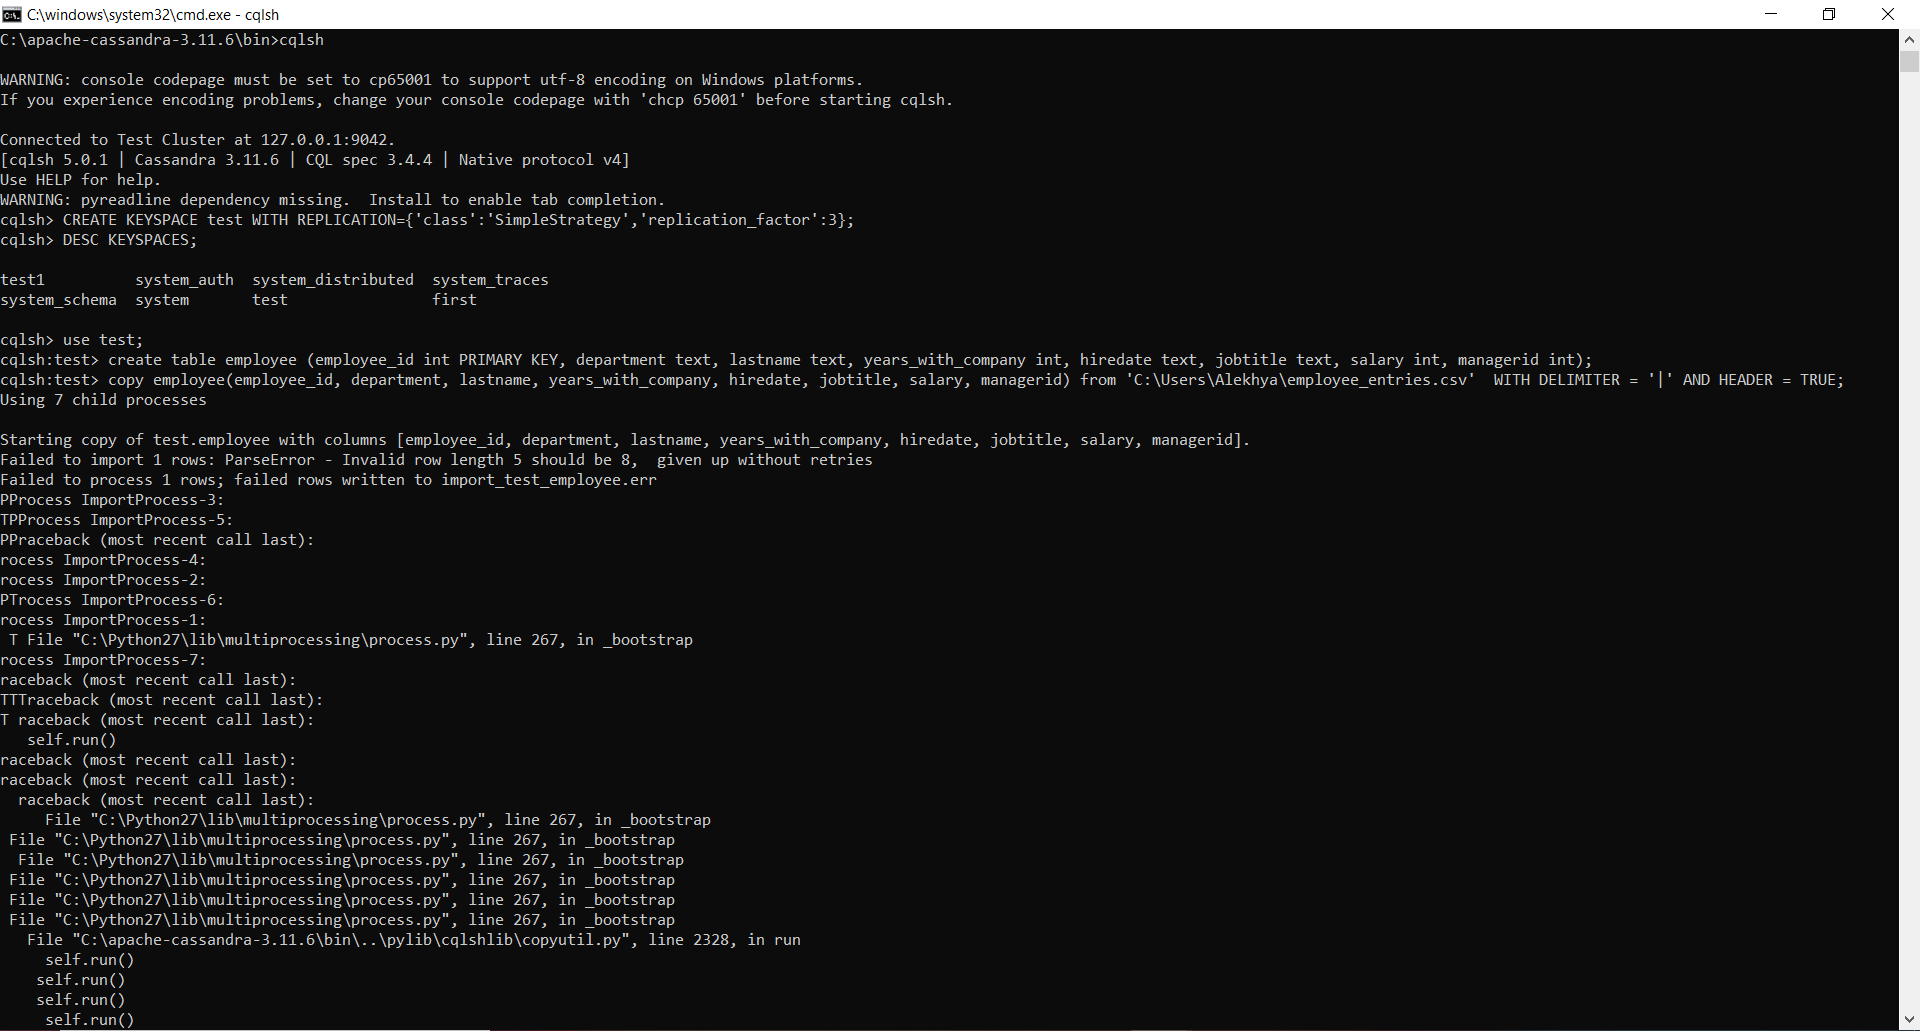 C:\windows\system32\cmd.exe - cqlsh
C:\apache-cassandra-3.11.6\bin>cqlsh
WARNING: console codepage must be set to cp65001 to support utf-8 encoding on Windows platforms.
If you experience encoding problems, change your console codepage with 'chcp 65001' before starting cqlsh.
Connected to Test Cluster at 127.0.0.1:9042.
[cqlsh 5.0.1 | Cassandra 3.11.6 | CQL spec 3.4.4 | Native protocol v4]
Use HELP for help.
WARNING: pyreadline dependency missing.  Install to enable tab completion.
cqlsh> CREATE KEYSPACE test WITH REPLICATION={'class':'SimpleStrategy','replication_factor':3};
cqlsh> DESC KEYSPACES;
test1          system_auth  system_distributed  system_traces
system_schema  system       test                first
cqlsh> use test;
cqlsh:test> create table employee (employee_id int PRIMARY KEY, department text, lastname text, years_with_company int, hiredate text, jobtitle text, salary int, managerid int);
cqlsh:test> copy employee(employee_id, department, lastname, years_with_company, hiredate, jobtitle, salary, managerid) from 'C:\Users\Alekhya\employee_entries.csv'  WITH DELIMITER = '|' AND HEADER = TRUE;
Using 7 child processes
Starting copy of test.employee with columns [employee_id, department, lastname, years_with_company, hiredate, jobtitle, salary, managerid].
Failed to import 1 rows: ParseError - Invalid row length 5 should be 8,  given up without retries
Failed to process 1 rows; failed rows written to import_test_employee.err
PProcess ImportProcess-3:
TPProcess ImportProcess-5:
PPraceback (most recent call last):
rocess ImportProcess-4:
rocess ImportProcess-2:
PTrocess ImportProcess-6:
rocess ImportProcess-1:
 T File "C:\Python27\lib\multiprocessing\process.py", line 267, in _bootstrap
rocess ImportProcess-7:
raceback (most recent call last):
TTTraceback (most recent call last):
T raceback (most recent call last):
   self.run()
raceback (most recent call last):
raceback (most recent call last):
  raceback (most recent call last):
     File "C:\Python27\lib\multiprocessing\process.py", line 267, in _bootstrap
 File "C:\Python27\lib\multiprocessing\process.py", line 267, in _bootstrap
  File "C:\Python27\lib\multiprocessing\process.py", line 267, in _bootstrap
 File "C:\Python27\lib\multiprocessing\process.py", line 267, in _bootstrap
 File "C:\Python27\lib\multiprocessing\process.py", line 267, in _bootstrap
 File "C:\Python27\lib\multiprocessing\process.py", line 267, in _bootstrap
   File "C:\apache-cassandra-3.11.6\bin\..\pylib\cqlshlib\copyutil.py", line 2328, in run
     self.run()
    self.run()
    self.run()
     self.run()